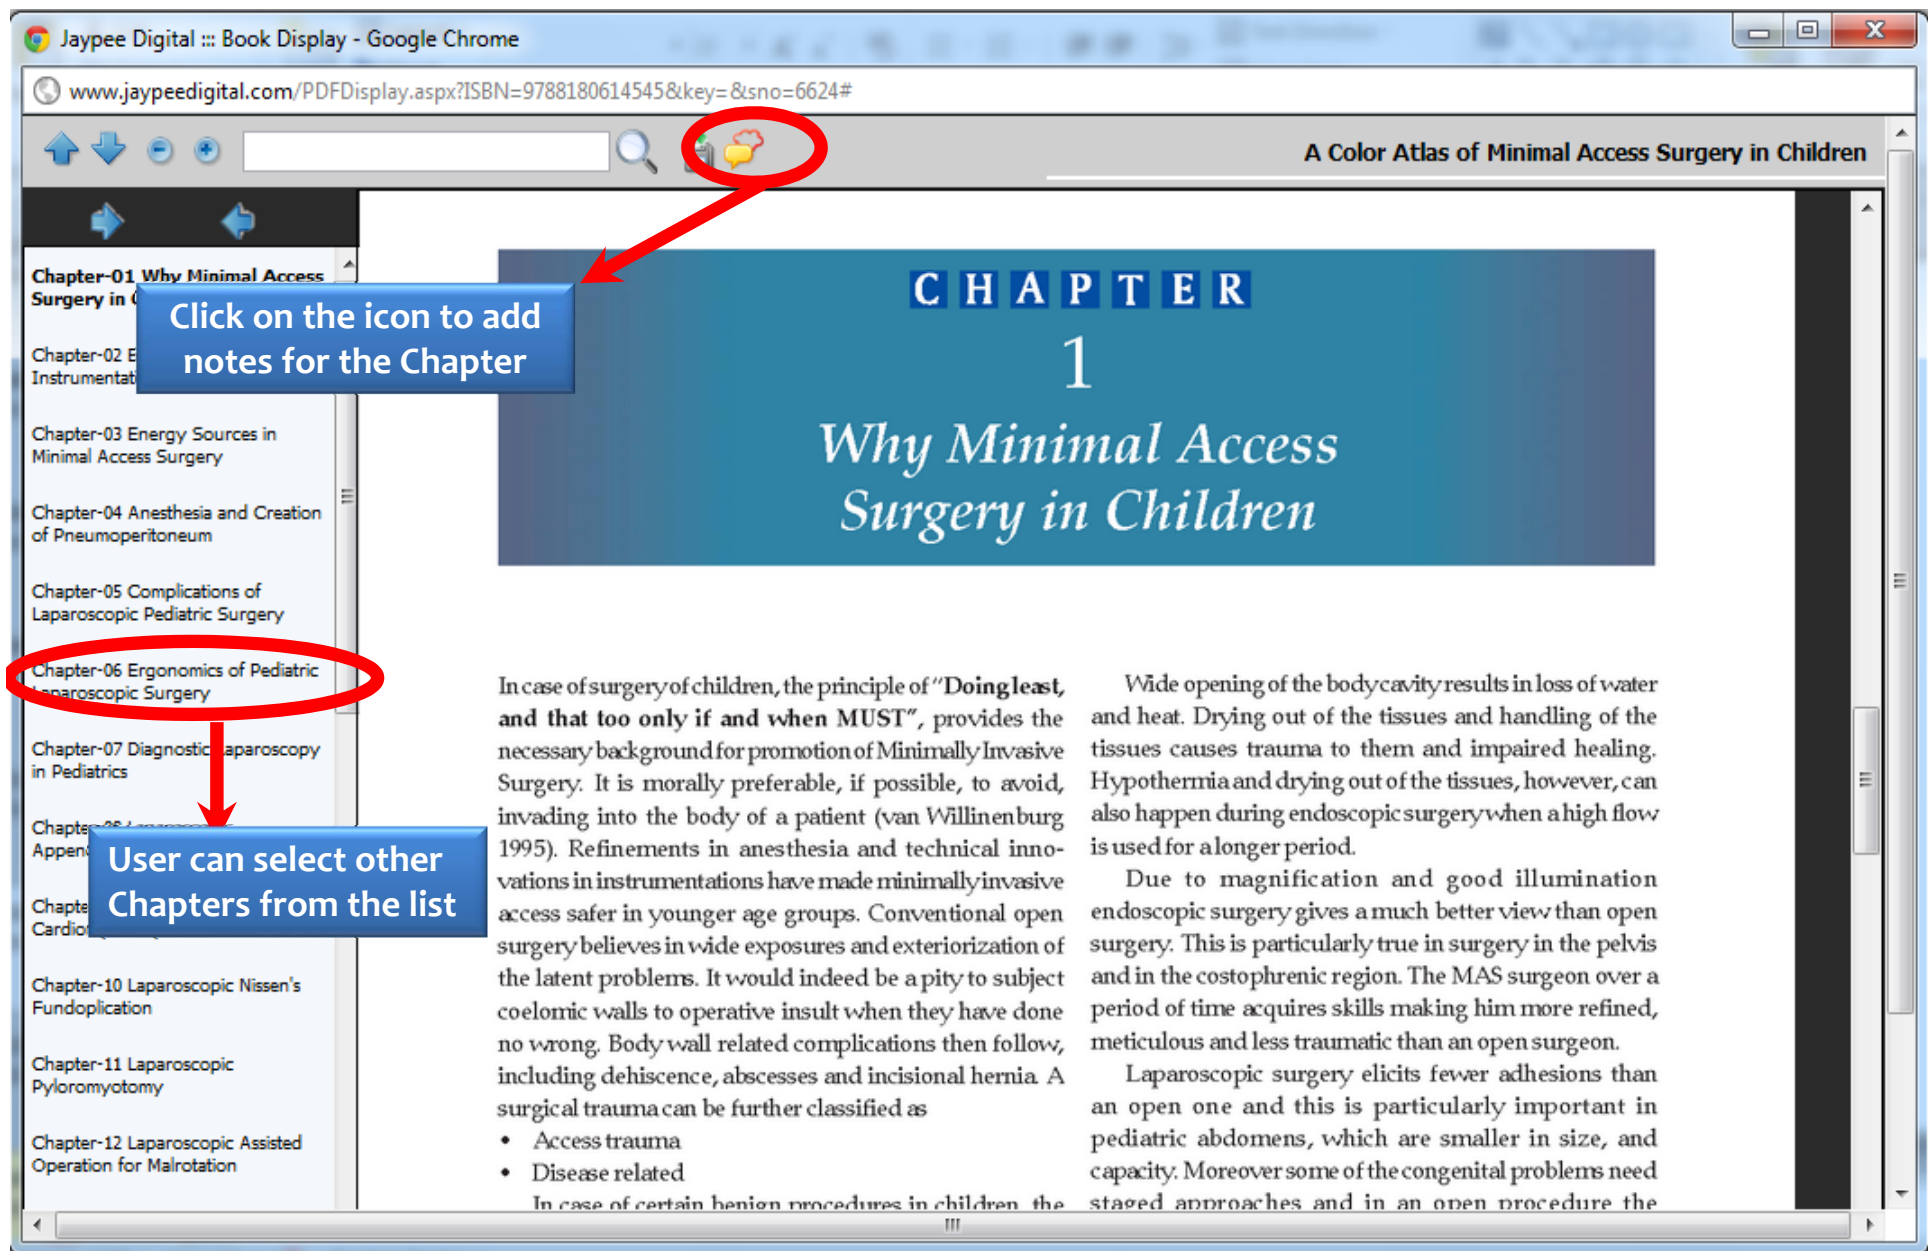 Jaypee Digital ::: Book Display - Google Chrome
www.jaypeedigital.com/PDFDisplay.aspx?ISBN=9788180614545&key=&sno=6624#
A Color Atlas of Minimal Access Surgery in Children
Chapter-01 Why Minimal Access
Surgery in
Click on the icon to add
notes for the Chapter
Chapter-02
Chapter-03 Energy Sources in
Minimal Access Surgery
Chapter-04 Anesthesia and Creation
of Pneumoperitoneum
Chapter-05 Complications of
Laparoscopic Pediatric Surgery
Chapter-06 Ergonomics of Pediatric
Laparoscopic Surgery
Chapter-07 Diagnostic Laparoscopy
in Pediatrics
User can select other
Chapters from the list
Chapter-10 Laparoscopic Nissen's
Fundoplication
Chapter-11 Laparoscopic
Pyloromyotomy
Chapter-12 Laparoscopic Assisted
Operation for Malrotation
CHAPTER
1
Why Minimal Access
Surgery in Children
In case of surgery of children, the principle of "Doing least,
and that too only if and when MUST", provides the
necessary background for promotion of Minimally Invasive
Surgery. It is morally preferable, if possible, to avoid,
invading into the body of a patient (van Willinenburg
1995). Refinements in anesthesia and technical inno-
vations in instrumentations have made minimally invasive
access safer in younger age groups. Conventional open
surgery believes in wide exposures and exteriorization of
the latent problems. It would indeed be a pity to subject
coelomic walls to operative insult when they have done
no wrong. Body wall related complications then follow,
including dehiscence, abscesses and incisional hernia. A
surgical trauma can be further classified as
• Access trauma
• Disease related
In case of certain benign procedures in children, the
Wide opening of the body cavity results in loss of water
and heat. Drying out of the tissues and handling of the
tissues causes trauma to them and impaired healing.
Hypothermia and drying out of the tissues, however, can
also happen during endoscopic surgery when a high flow
is used for a longer period.
Due to magnification and good illumination
endoscopic surgery gives a much better view than open
surgery. This is particularly true in surgery in the pelvis
and in the costophrenic region. The MAS surgeon over a
period of time acquires skills making him more refined,
meticulous and less traumatic than an open surgeon.
Laparoscopic surgery elicits fewer adhesions than
an open one and this is particularly important in
pediatric abdomens, which are smaller in size, and
capacity. Moreover some of the congenital problems need
staged approaches and in an open procedure the